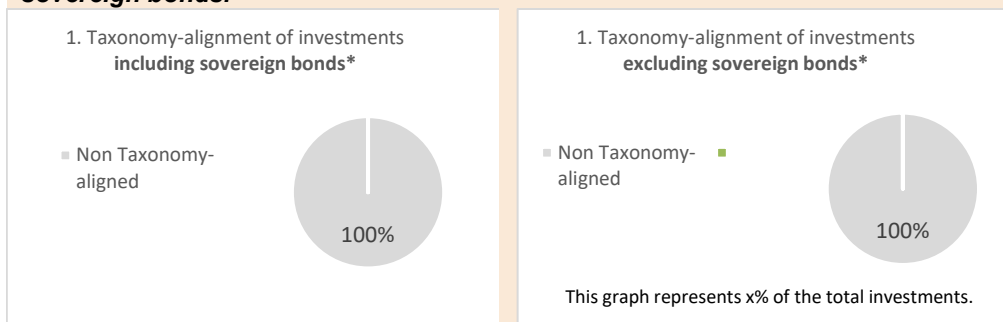 sovereign bonds.
1. Taxonomy-alignment of investments
including sovereign bonds*
Non Taxonomy-
aligned
100%
1. Taxonomy-alignment of investments
excluding sovereign bonds*
Non Taxonomy-
aligned
100%
This graph represents x% of the total investments.